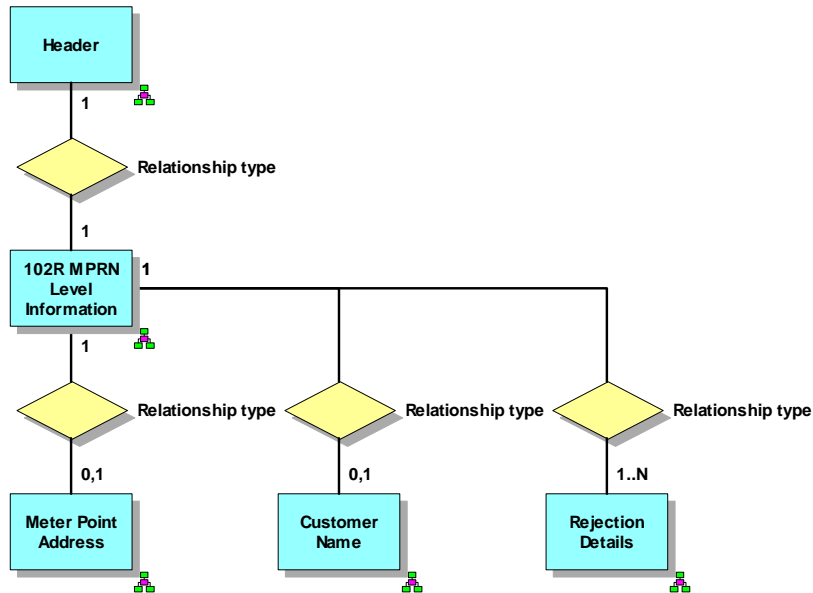 Header
1
Relationship type
1
102R MPRN
Level
Information
1
1
Relationship type
Relationship type
Relationship type
0,1
0,1
1..N
Meter Point
Address
Customer
Name
Rejection
Details